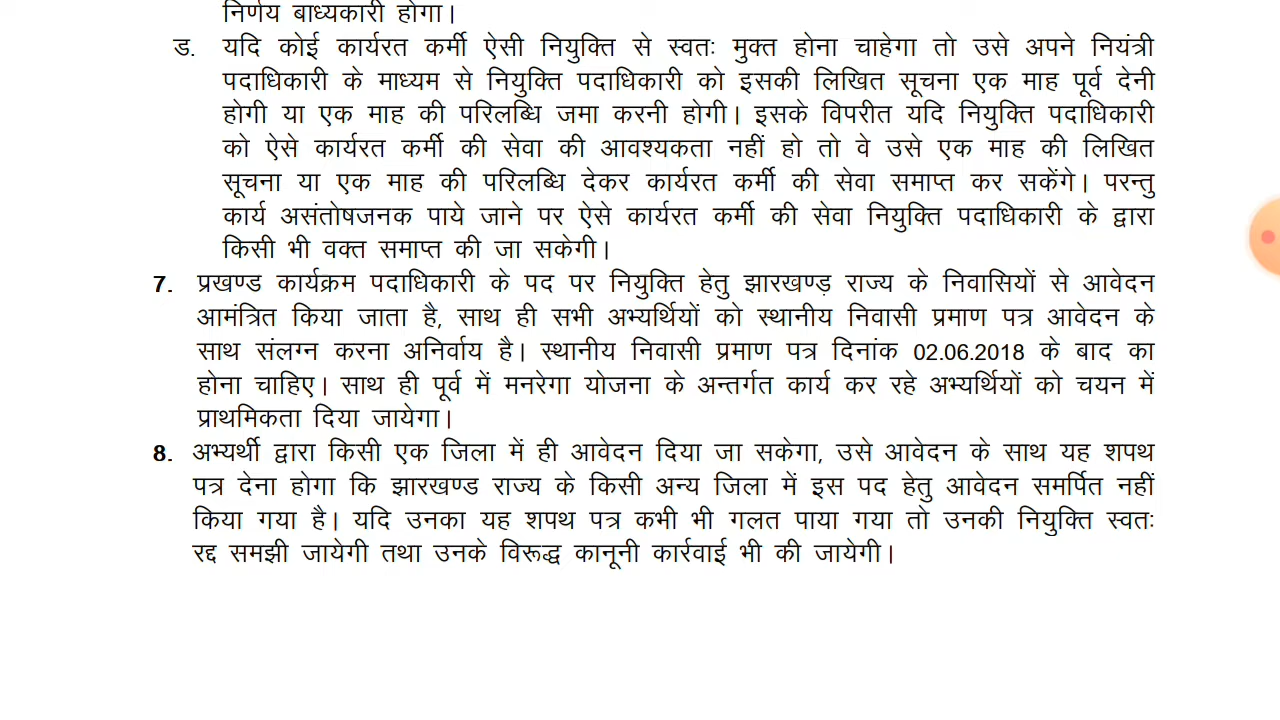 निर्णय बाध्यकारी होगा।
ड. यदि कोई कार्यरत कर्मी ऐसी नियुक्ति से स्वतः मुक्त होना चाहेगा तो उसे अपने नियंत्री
पदाधिकारी के माध्यम से नियुक्ति पदाधिकारी को इसकी लिखित सूचना एक माह पूर्व देनी
होगी या एक माह की परिलब्धि जमा करनी होगी। इसके विपरीत यदि नियुक्ति पदाधिकारी
को ऐसे कार्यरत कर्मी की सेवा की आवश्यकता नहीं हो तो वे उसे एक माह की लिखित
सूचना या एक माह की परिलब्धि देकर कार्यरत कर्मी की सेवा समाप्त कर सकेंगे। परन्तु
कार्य असंतोषजनक पाये जाने पर ऐसे कार्यरत कर्मी की सेवा नियुक्ति पदाधिकारी के द्वारा
किसी भी वक्त समाप्त की जा सकेगी।
7. प्रखण्ड कार्यक्रम पदाधिकारी के पद पर नियुक्ति हेतु झारखण्ड़ राज्य के निवासियों से आवेदन
आमंत्रित किया जाता है, साथ ही सभी अभ्यर्थियों को स्थानीय निवासी प्रमाण पत्र आवेदन के
साथ संलग्न करना अनिर्वाय है। स्थानीय निवासी प्रमाण पत्र दिनांक 02.06.2018 के बाद का
होना चाहिए। साथ ही पूर्व में मनरेगा योजना के अन्तर्गत कार्य कर रहे अभ्यर्थियों को चयन में
प्राथमिकता दिया जायेगा।
8. अभ्यर्थी द्वारा किसी एक जिला में ही आवेदन दिया जा सकेगा, उसे आवेदन के साथ यह शपथ
पत्र देना होगा कि झारखण्ड राज्य के किसी अन्य जिला में इस पद हेतु आवेदन समर्पित नहीं
किया गया है। यदि उनका यह शपथ पत्र कभी भी गलत पाया गया तो उनकी नियुक्ति स्वतः
रद्द समझी जायेगी तथा उनके विरूद्ध कानूनी कार्रवाई भी की जायेगी।